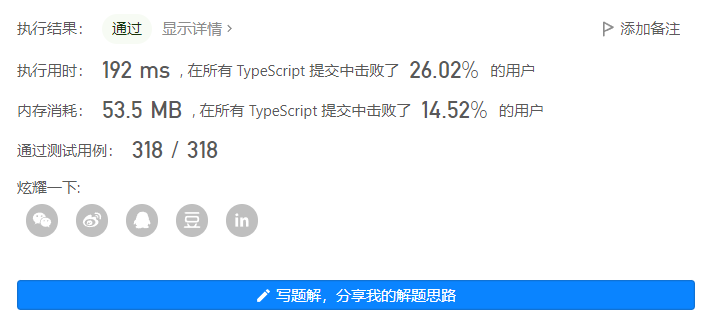 执行结果： 通过 显示详情 › 添加备注
执行用时： 192 ms , 在所有 TypeScript 提交中击败了 26.02% 的用户
内存消耗： 53.5 MB , 在所有 TypeScript 提交中击败了 14.52% 的用户
通过测试用例： 318 / 318
炫耀一下:
豆 in
写题解，分享我的解题思路